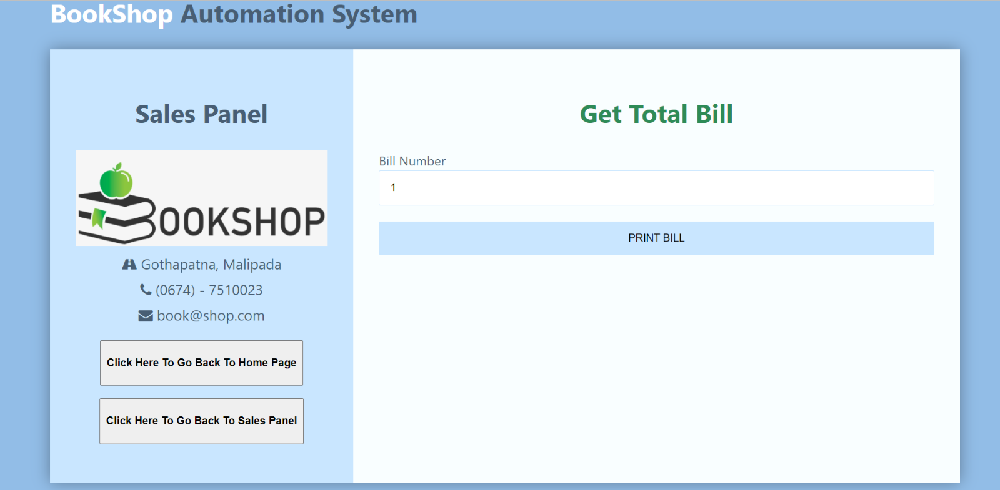 BookShop Automation System
Sales Panel
BOOKSHOP
Gothapatna, Malipada
(0674) - 7510023
book@shop.com
Click Here To Go Back To Home Page
Click Here To Go Back To Sales Panel
Get Total Bill
Bill Number
1
PRINT BILL